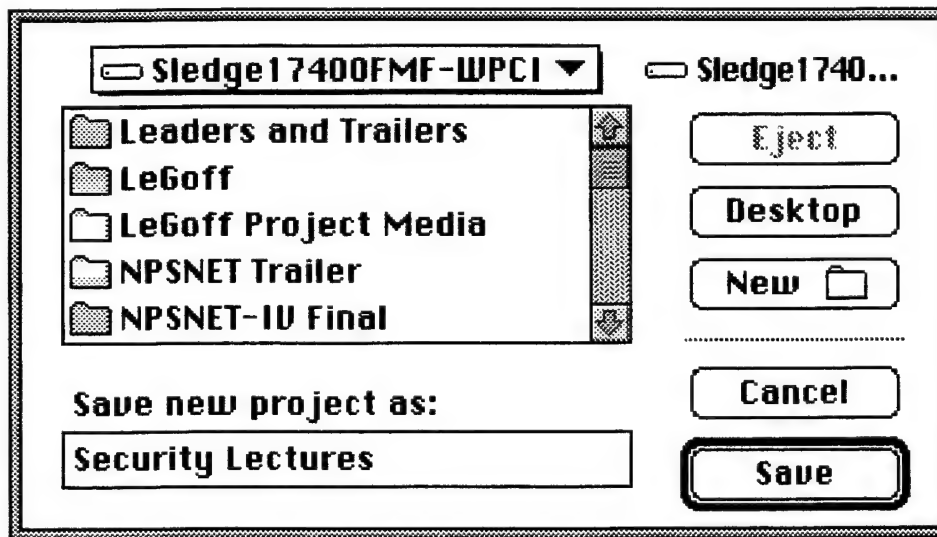 Sledge17400FMF-WPCI
Sledge1740...
Leaders and Trailers
LeGoff
LeGoff Project Media
NPSNET Trailer
NPSNET-IV Final
Eject
Desktop
New
Save new project as:
Security Lectures
Cancel
Save